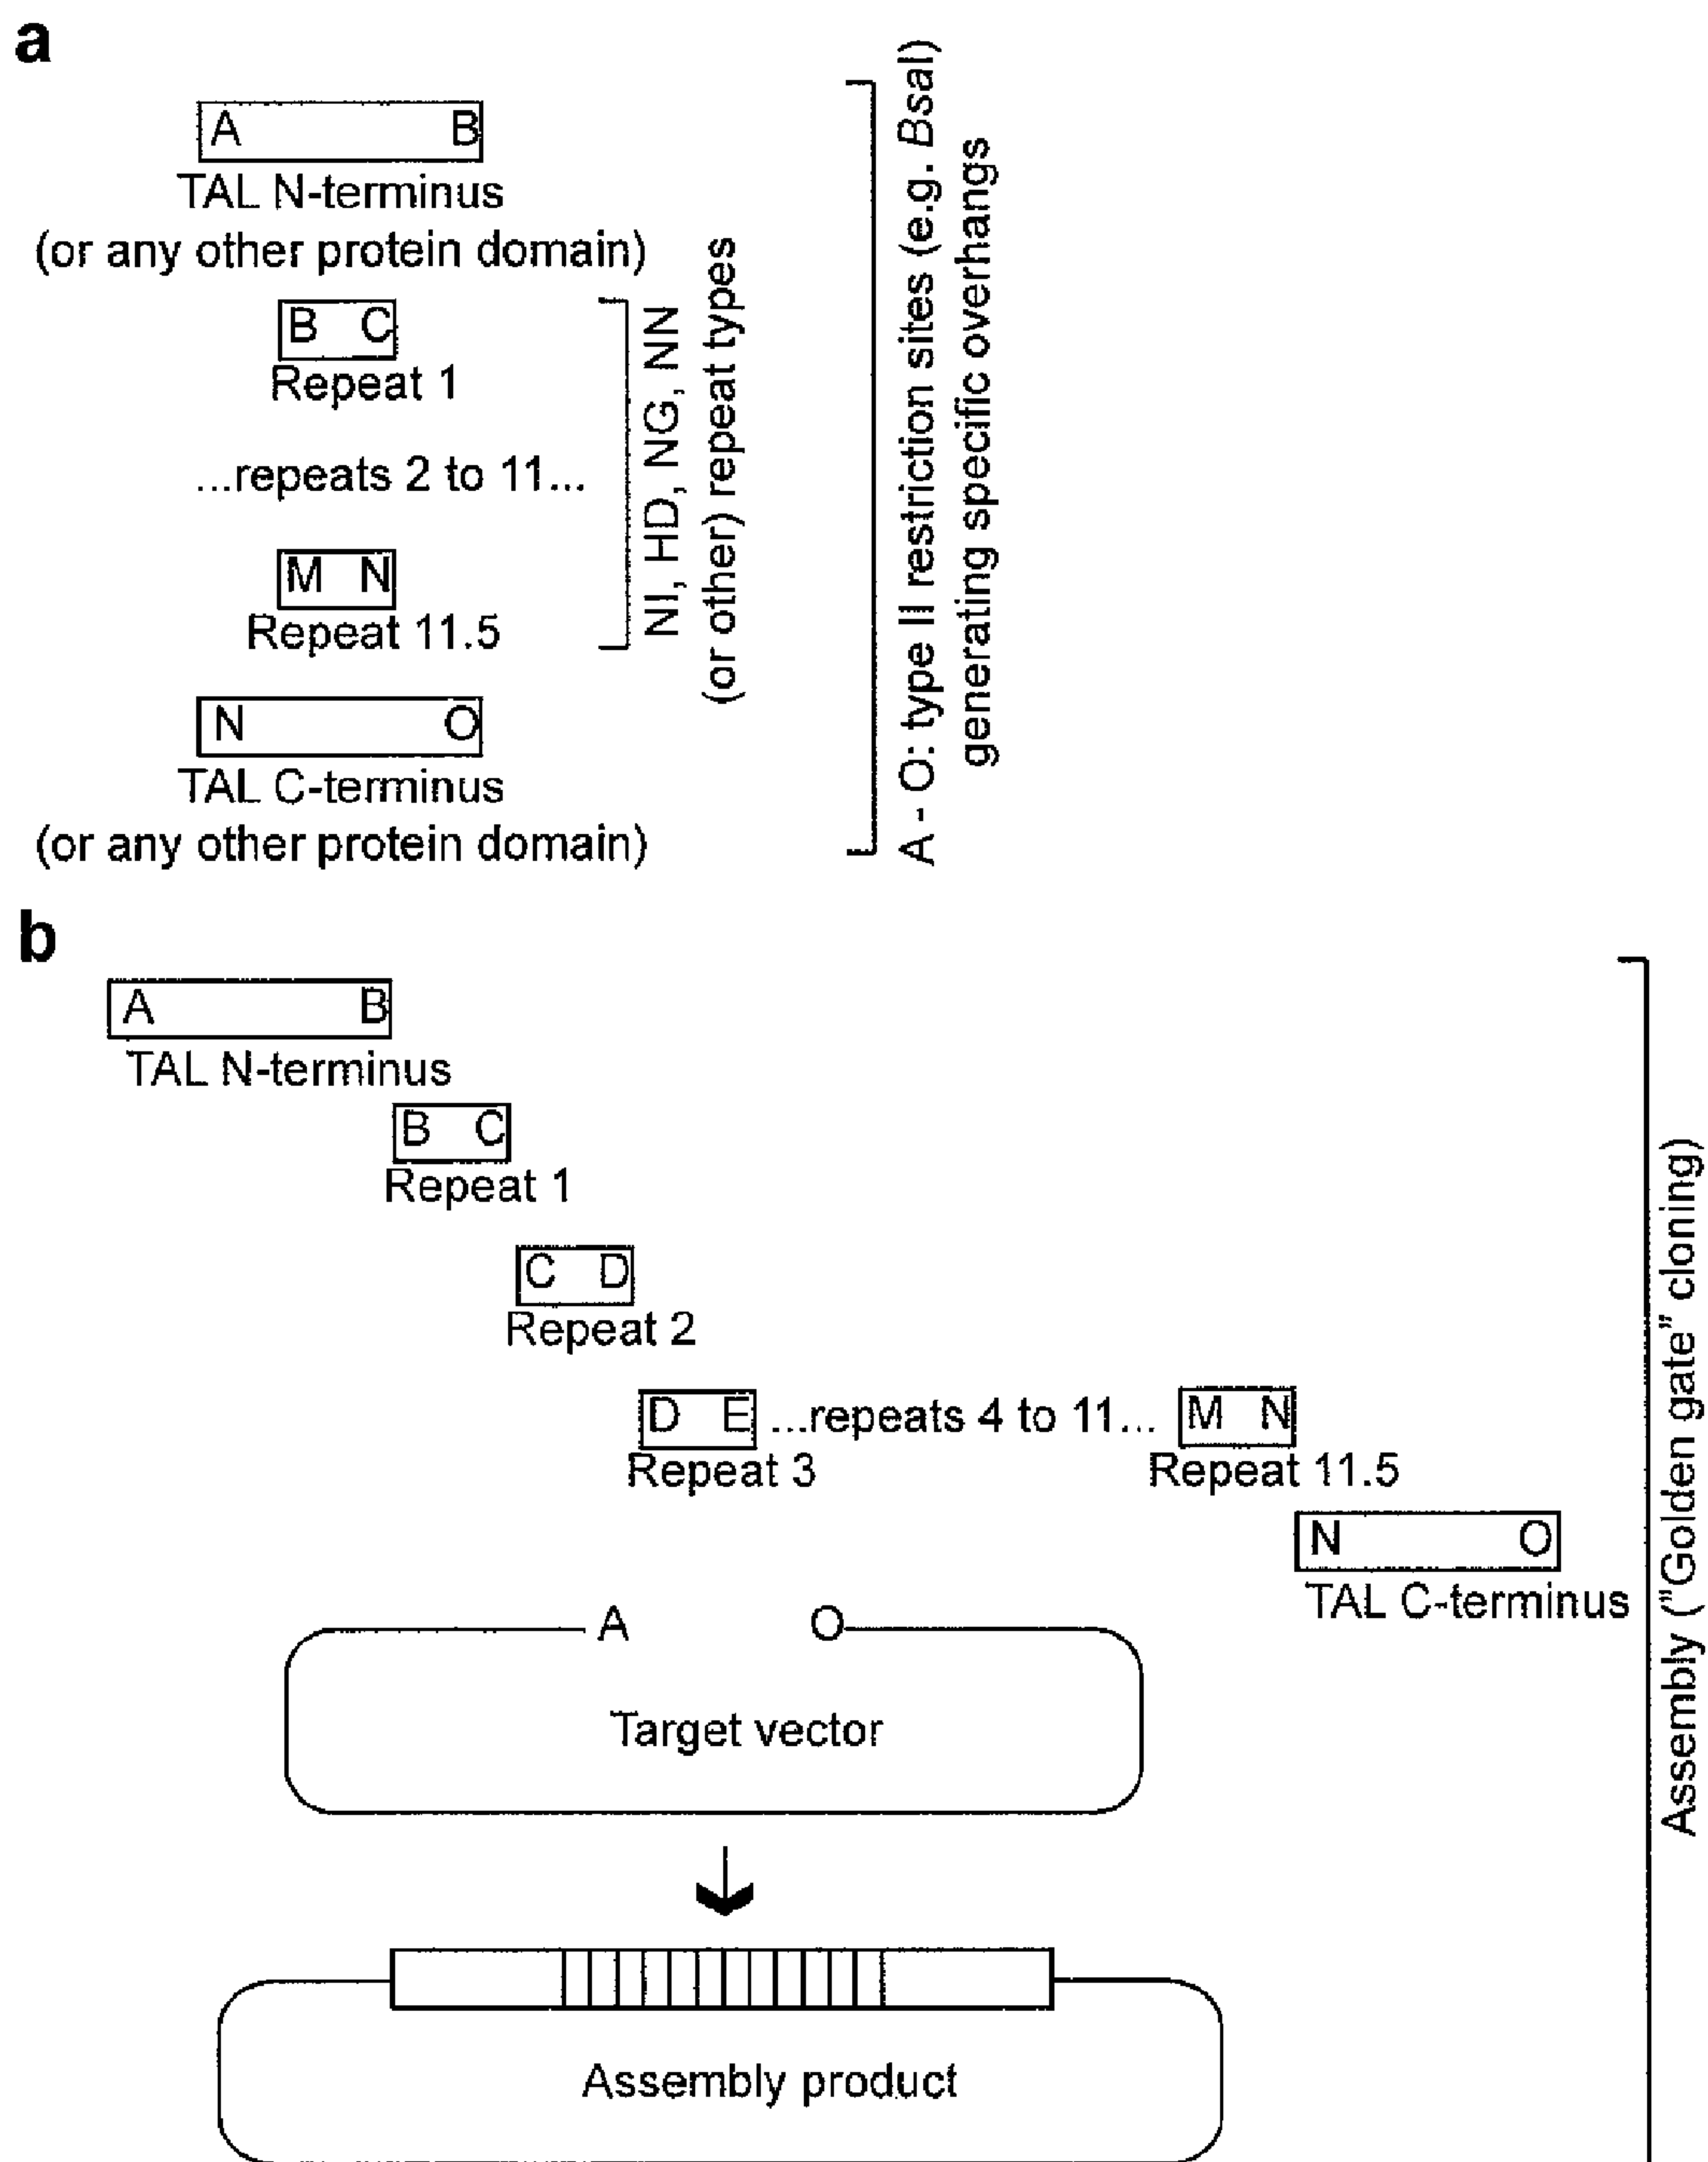 a
A B
TAL N-terminus
(or any other protein domain)
B C
Repeat 1
...repeats 2 to 11...
M N
Repeat 11.5
N O
TAL C-terminus
(or any other protein domain)
NI, HD, NG, NN
(or other) repeat types
A - O: type II restriction sites (e.g. BsaI)
generating specific overhangs
b
A B
TAL N-terminus
B C
Repeat 1
C D
Repeat 2
D E ...repeats 4 to 11... M N
Repeat 3 Repeat 11.5
N O
TAL C-terminus
A O
Target vector
Assembly product
Assembly ("Golden gate" cloning)